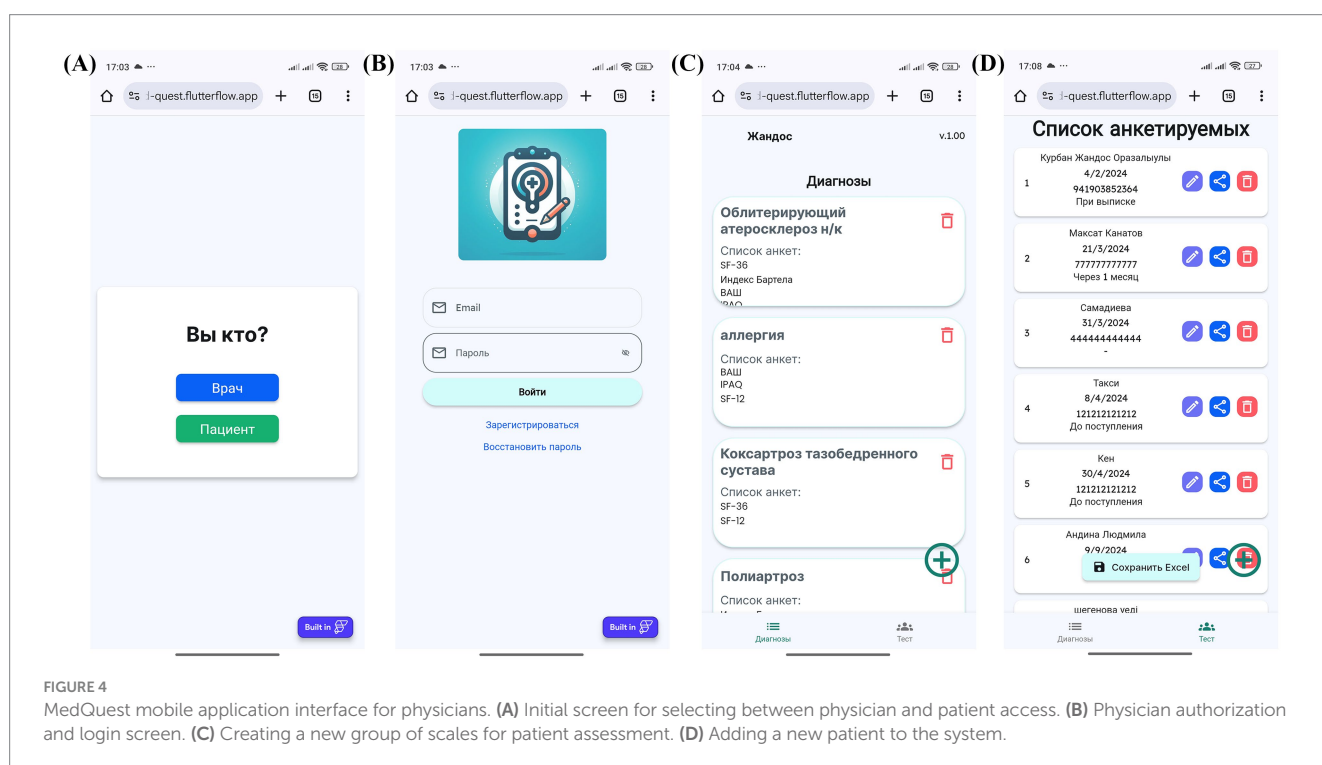 (A)
17:03
28
-quest.flutterflow.app
15
Вы кто?
Врач
Пациент
Built in
(B)
17:03
28
-quest.flutterflow.app
15
Email
Пароль
Войти
Зарегистрироваться
Восстановить пароль
Built in
(C)
17:04
28
-quest.flutterflow.app
15
Жандос
v.1.00
Диагнозы
Облитерирующий
атеросклероз н/к
Список анкет:
SF-36
Индекс Бартела
ВАШ
IPAQ
аллергия
Список анкет:
ВАШ
IPAQ
SF-12
Коксартроз тазобедренного
сустава
Список анкет:
SF-36
SF-12
Полиартроз
Список анкет:
Диагнозы
Тест
(D)
17:08
27
-quest.flutterflow.app
15
Список анкетируемых
1
Курбан Жандос Оразалыулы
4/2/2024
941903852364
При выписке
2
Максат Канатов
21/3/2024
777777777777
Через 1 месяц
3
Самадиева
31/3/2024
444444444444
-
4
Такси
8/4/2024
121212121212
До поступления
5
Кен
30/4/2024
121212121212
До поступления
6
Андина Людмила
9/9/2024
Сохранить Excel
шегенова үеді
Диагнозы
Тест
FIGURE 4
MedQuest mobile application interface for physicians. (A) Initial screen for selecting between physician and patient access. (B) Physician authorization
and login screen. (C) Creating a new group of scales for patient assessment. (D) Adding a new patient to the system.